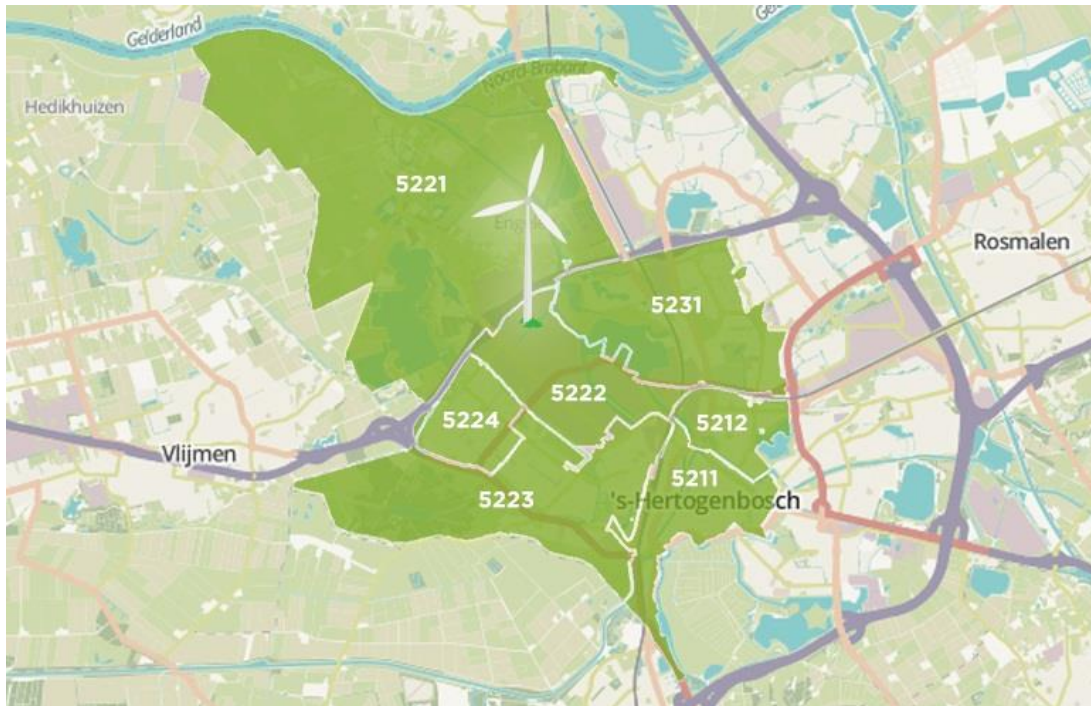 Gelderland
Noord-Brabant
Hedikhuizen
5221
Rosmalen
5231
5222
5224
5212
Vlijmen
5211
5223
's-Hertogenbosch